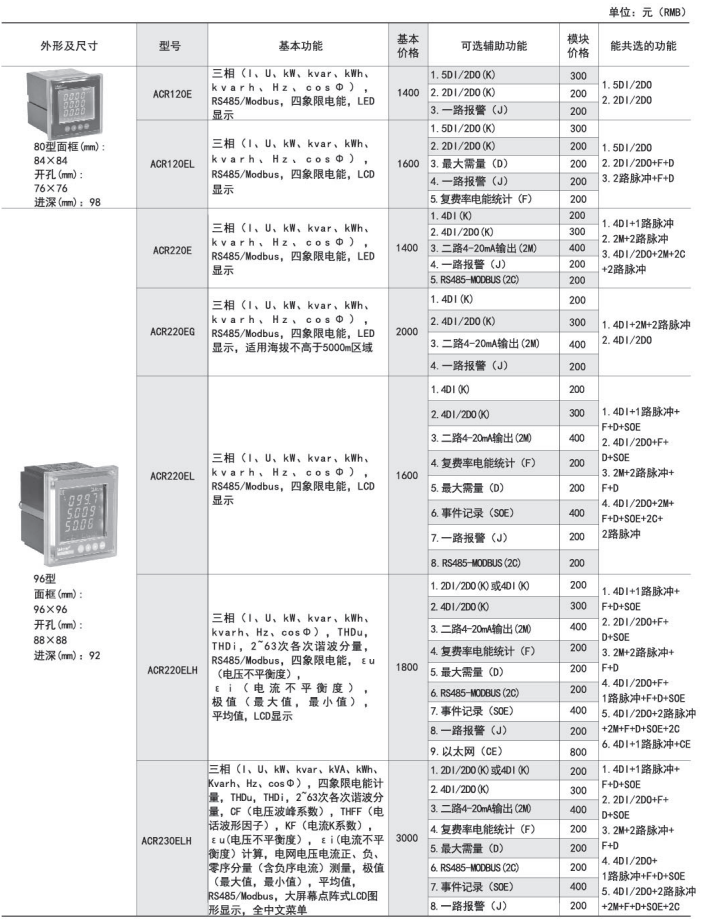 单位：元（RMB）
外形及尺寸 型号 基本功能 基本价格 可选辅助功能 模块价格 能共选的功能
80型面框(mm)：
84×84
开孔(mm)：
76×76
进深(mm)：98
ACR120E
三相（I、U、kW、kvar、kWh、
kvarh、Hz、cosΦ），
RS485/Modbus，四象限电能，LED
显示
1400
1.5DI/2DO(K) 300
2.2DI/2DO(K) 200
3.一路报警（J） 200
1.5DI/2DO
2.2DI/2DO
ACR120EL
三相（I、U、kW、kvar、kWh、
kvarh、Hz、cosΦ），
RS485/Modbus，四象限电能，LCD
显示
1600
1.5DI/2DO(K) 300
2.2DI/2DO(K) 200
3.最大需量（D） 200
4.一路报警（J） 200
5.复费率电能统计（F） 200
1.5DI/2DO
2.2DI/2DO+F+D
3.2路脉冲+F+D
96型
面框(mm)：
96×96
开孔(mm)：
88×88
进深(mm)：92
ACR220E
三相（I、U、kW、kvar、kWh、
kvarh、Hz、cosΦ），
RS485/Modbus，四象限电能，LED
显示
1400
1.4DI(K) 200
2.4DI/2DO(K) 300
3.二路4-20mA输出(2M) 400
4.一路报警（J） 200
5.RS485-MODBUS(2C) 200
1.4DI+1路脉冲
2.2M+2路脉冲
3.4DI/2DO+2M+2C
+2路脉冲
ACR220EG
三相（I、U、kW、kvar、kWh、
kvarh、Hz、cosΦ），
RS485/Modbus，四象限电能，LED
显示，适用海拔不高于5000m区域
2000
1.4DI(K) 200
2.4DI/2DO(K) 300
3.二路4-20mA输出(2M) 400
4.一路报警（J） 200
1.4DI+2M+2路脉冲
2.4DI/2DO
ACR220EL
三相（I、U、kW、kvar、kWh、
kvarh、Hz、cosΦ），
RS485/Modbus，四象限电能，LCD
显示
1600
1.4DI(K) 200
2.4DI/2DO(K) 300
3.二路4-20mA输出(2M) 400
4.复费率电能统计（F） 200
5.最大需量（D） 200
6.事件记录（SOE） 400
7.一路报警（J） 200
8.RS485-MODBUS(2C) 200
1.4DI+1路脉冲+
F+D+SOE
2.4DI/2DO+F+
D+SOE
3.2M+2路脉冲+
F+D
4.4DI/2DO+2M+
F+D+SOE+2C+
2路脉冲
ACR220ELH
三相（I、U、kW、kvar、kWh、
kvarh、Hz、cosΦ），THDu，
THDi，2~63次各次谐波分量，
RS485/Modbus，四象限电能，εu
（电压不平衡度），
εi（电流不平衡度），
极值（最大值，最小值），
平均值，LCD显示
1800
1.2DI/2DO(K)或4DI(K) 200
2.4DI/2DO(K) 300
3.二路4-20mA输出(2M) 400
4.复费率电能统计（F） 200
5.最大需量（D） 200
6.RS485-MODBUS(2C) 200
7.事件记录（SOE） 400
8.一路报警（J） 200
9.以太网（CE） 800
1.4DI+1路脉冲+
F+D+SOE
2.2DI/2DO+F+
D+SOE
3.2M+2路脉冲+
F+D
4.4DI/2DO+F+
1路脉冲+F+D+SOE
5.4DI/2DO+2路脉冲
+2M+F+D+SOE+2C
6.4DI+1路脉冲+CE
ACR230ELH
三相（I、U、kW、kvar、kVA、kWh、
Kvarh、Hz、cosΦ），四象限电能计
量，THDu，THDi，2~63次各次谐波分
量，CF（电压波峰系数），THFF（电
话波形因子），KF（电流K系数），
εu(电压不平衡度），εi(电流不平
衡度）计算，电网电压电流正、负、
零序分量（含负序电流）测量，极值
（最大值，最小值），平均值，
RS485/Modbus，大屏幕点阵式LCD图
形显示，全中文菜单
3000
1.2DI/2DO(K)或4DI(K) 200
2.4DI/2DO(K) 300
3.二路4-20mA输出(2M) 400
4.复费率电能统计（F） 200
5.最大需量（D） 200
6.RS485-MODBUS(2C) 200
7.事件记录（SOE） 400
8.一路报警（J） 200
1.4DI+1路脉冲+
F+D+SOE
2.2DI/2DO+F+
D+SOE
3.2M+2路脉冲+
F+D
4.4DI/2DO+
1路脉冲+F+D+SOE
5.4DI/2DO+2路脉冲
+2M+F+D+SOE+2C